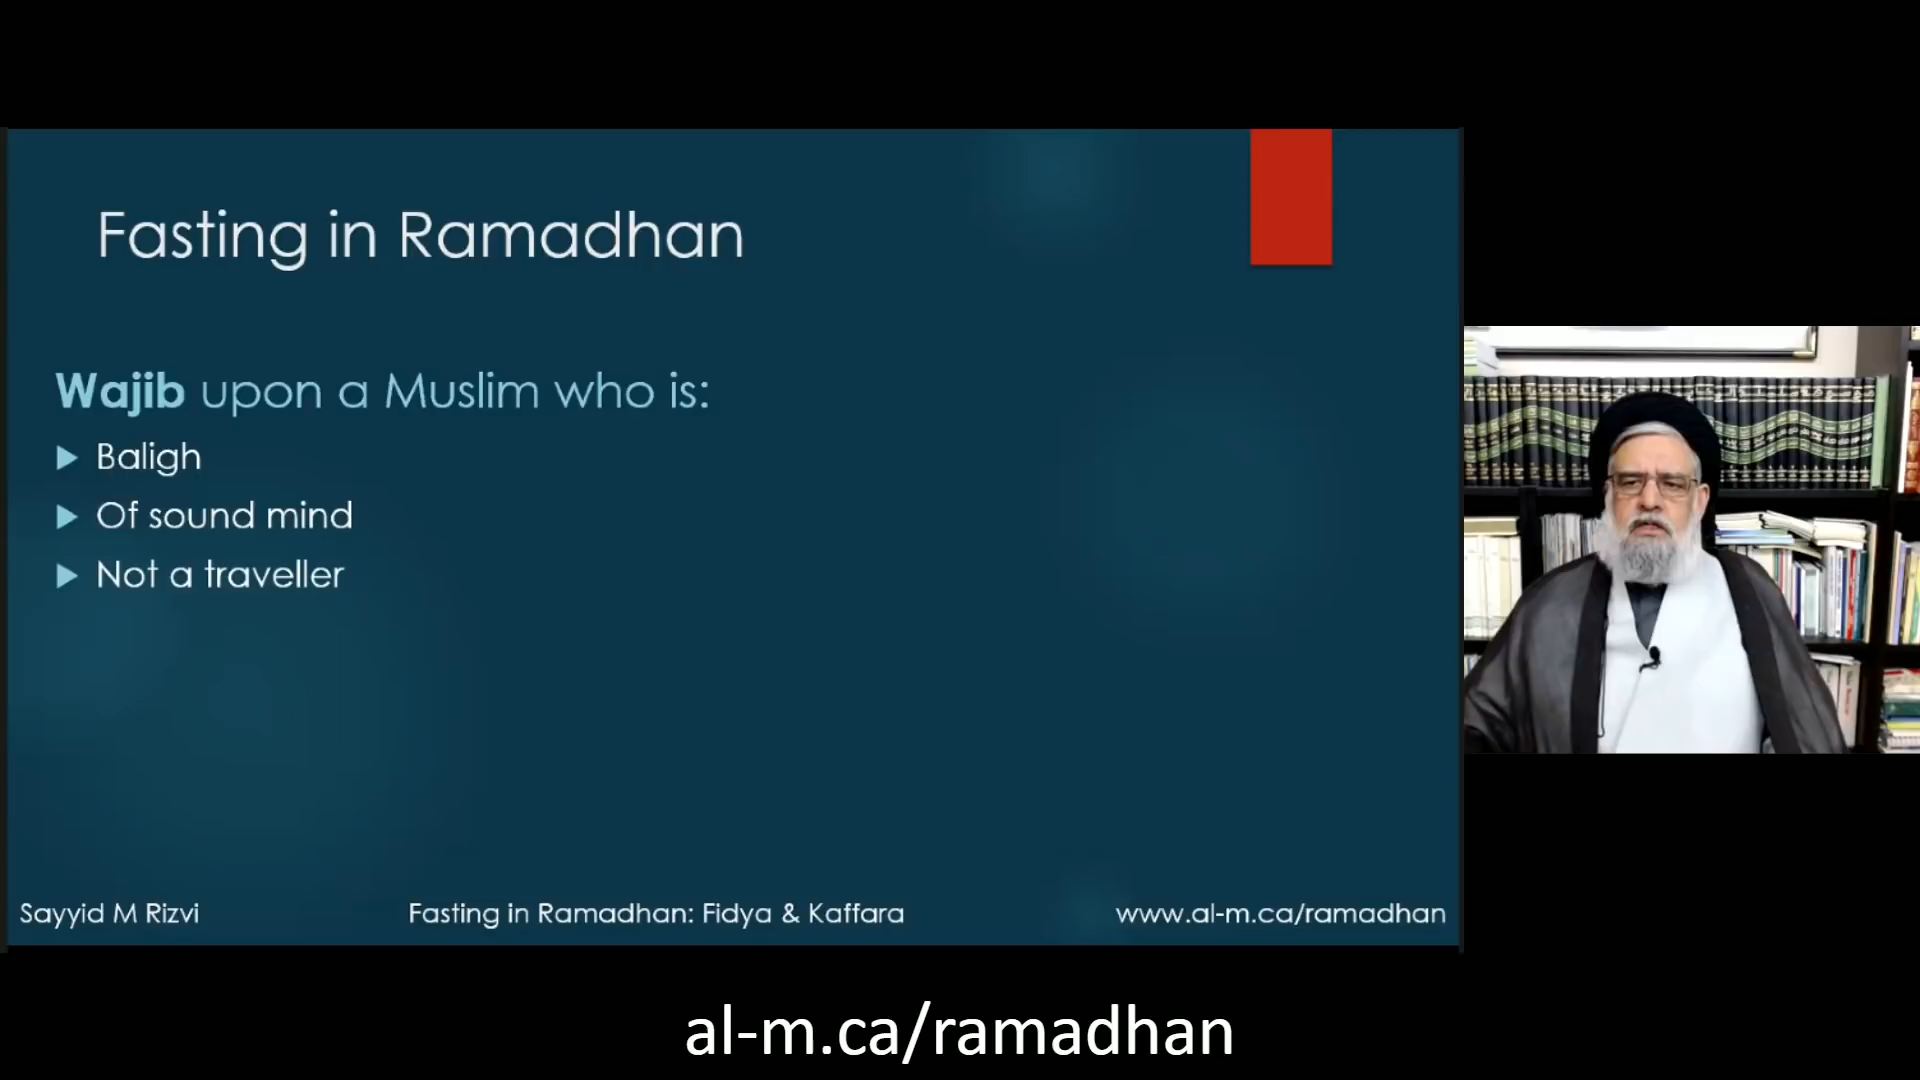 Fasting in Ramadhan
Wajib upon a Muslim who is:
Baligh
Of sound mind
Not a traveller
Sayyid M Rizvi
Fasting in Ramadhan: Fidya & Kaffara
www.al-m.ca/ramadhan
al-m.ca/ramadhan